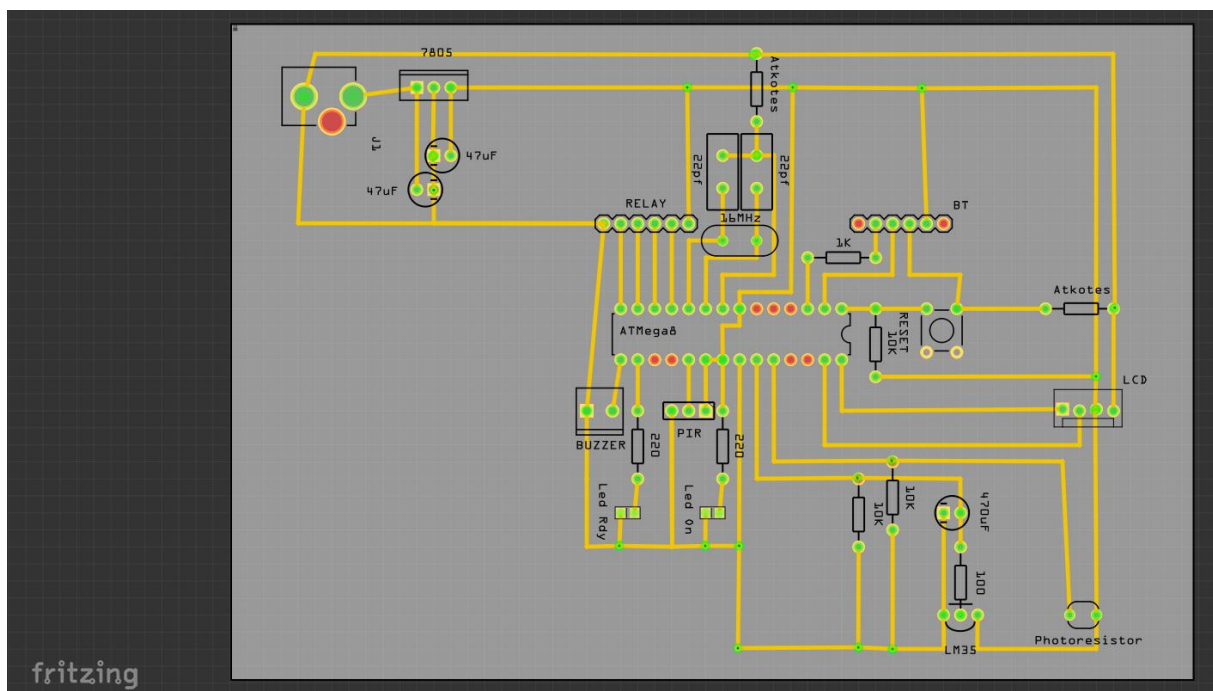 7805
Atkotes
J1
47uF
47uF
22pf
22pf
RELAY
16MHz
BT
1K
Atkotes
ATMega8
10K
RESET
LCD
BUZZER
220
PIR
220
Led Rdy
Led On
10K
10K
470uF
100
LM35
Photoresistor
fritzing